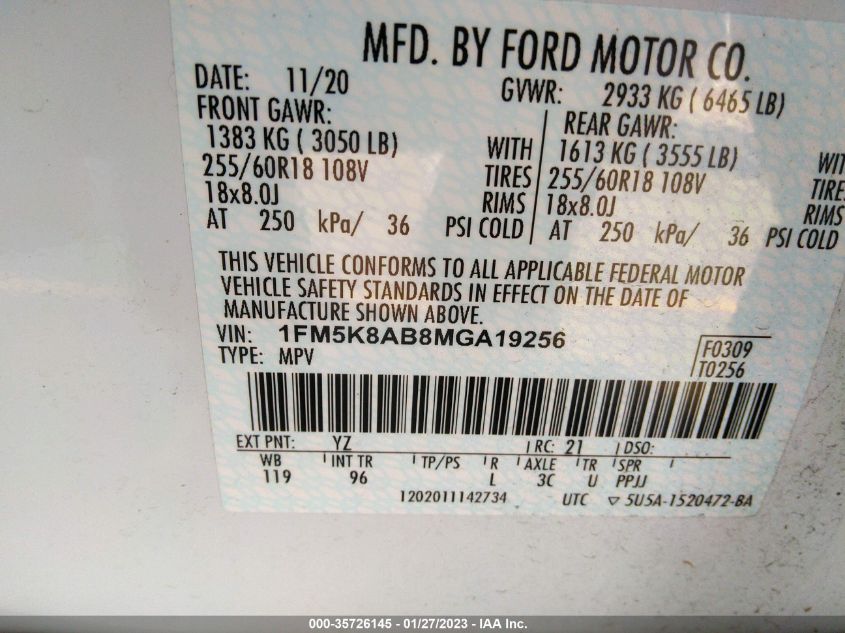 MFD. BY FORD MOTOR CO.
DATE: 11/20 GVWR: 2933 KG ( 6465 LB)
FRONT GAWR: REAR GAWR:
1383 KG ( 3050 LB) WITH 1613 KG ( 3555 LB) WIT
255/60R18 108V TIRES 255/60R18 108V TIRE
18x8.0J RIMS 18x8.0J RIMS
AT 250 kPa/ 36 PSI COLD AT 250 kPa/ 36 PSI COLD
THIS VEHICLE CONFORMS TO ALL APPLICABLE FEDERAL MOTOR
VEHICLE SAFETY STANDARDS IN EFFECT ON THE DATE OF
MANUFACTURE SHOWN ABOVE.
VIN: 1FM5K8AB8MGA19256 F0309
TYPE: MPV T0256
EXT PNT: YZ RC: 21 DSO:
WB INT TR TP/PS R AXLE TR SPR
119 96 L 3C U PPJJ
1202011142734 UTC ▽ 5U5A-1520472-BA
000-35726145 — 01/27/2023 — IAA Inc.